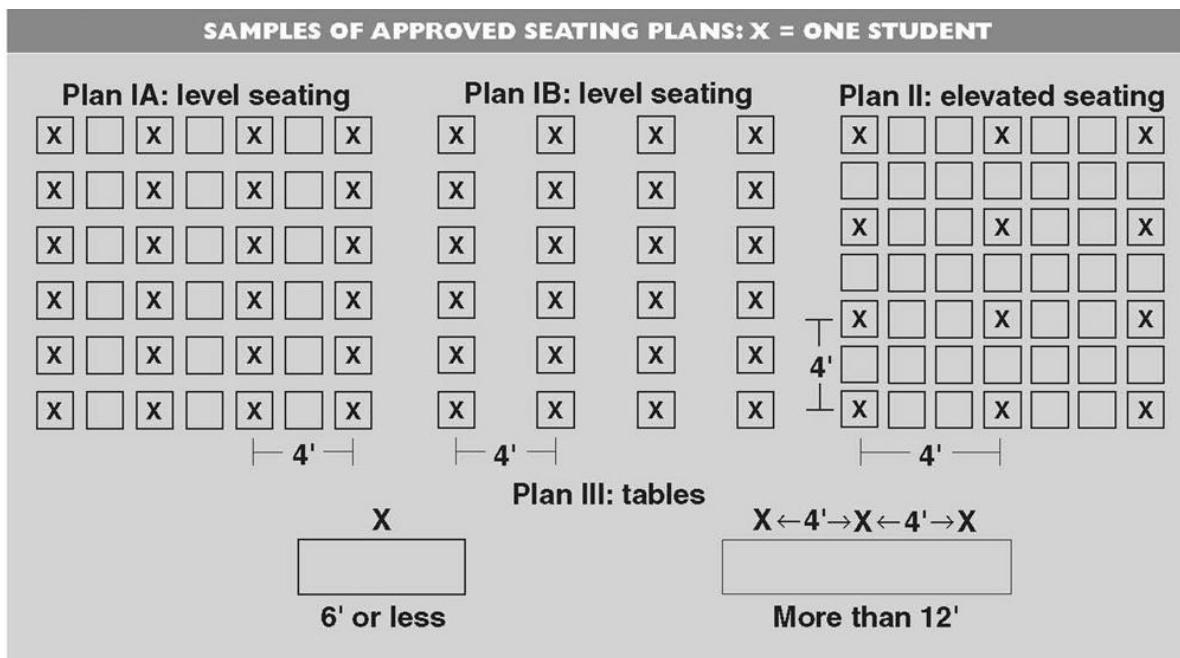 SAMPLES OF APPROVED SEATING PLANS: X = ONE STUDENT
Plan IA: level seating
X X X X
X X X X
X X X X
X X X X
X X X X
X X X X
4'
Plan IB: level seating
X X X X
X X X X
X X X X
X X X X
X X X X
X X X X
4'
Plan II: elevated seating
X X X
X X X
X X X
4'
X X X
4'
Plan III: tables
X
6' or less
X←4'→X←4'→X
More than 12'